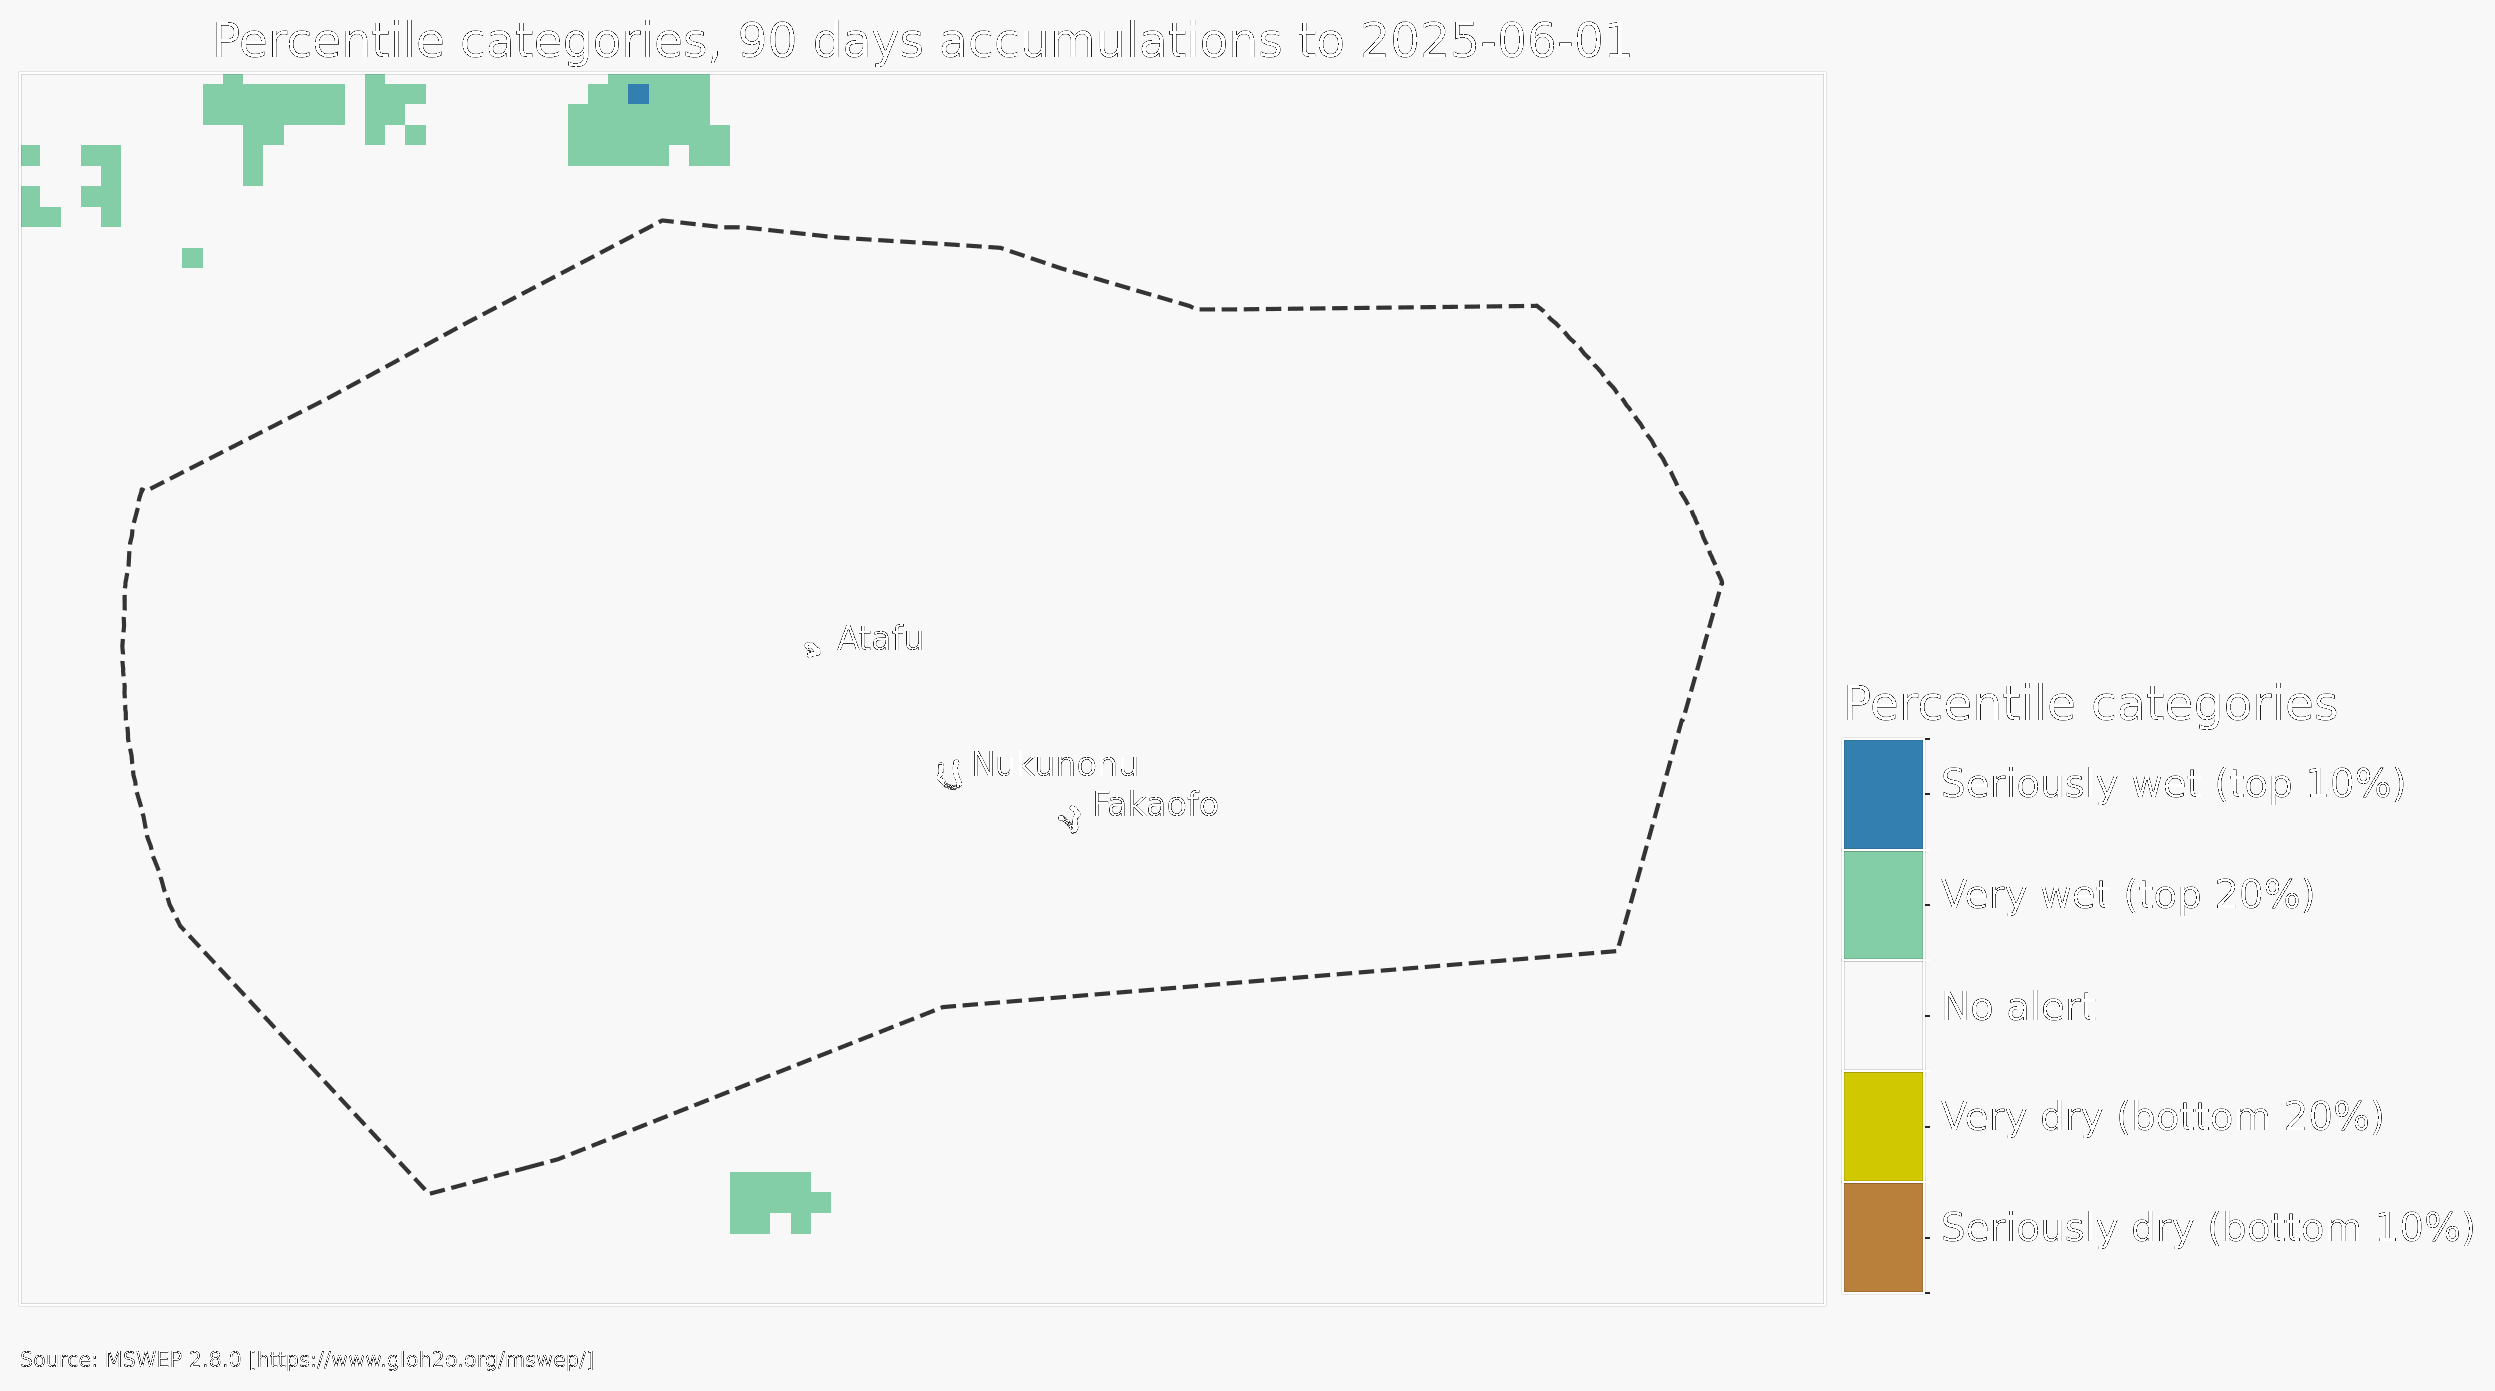 Percentile categories, 90 days accumulations to 2025-06-01
Atafu
Nukunonu
Fakaofo
Percentile categories
Seriously wet (top 10%)
Very wet (top 20%)
No alert
Very dry (bottom 20%)
Seriously dry (bottom 10%)
Source: MSWEP 2.8.0 [https://www.gloh2o.org/mswep/]